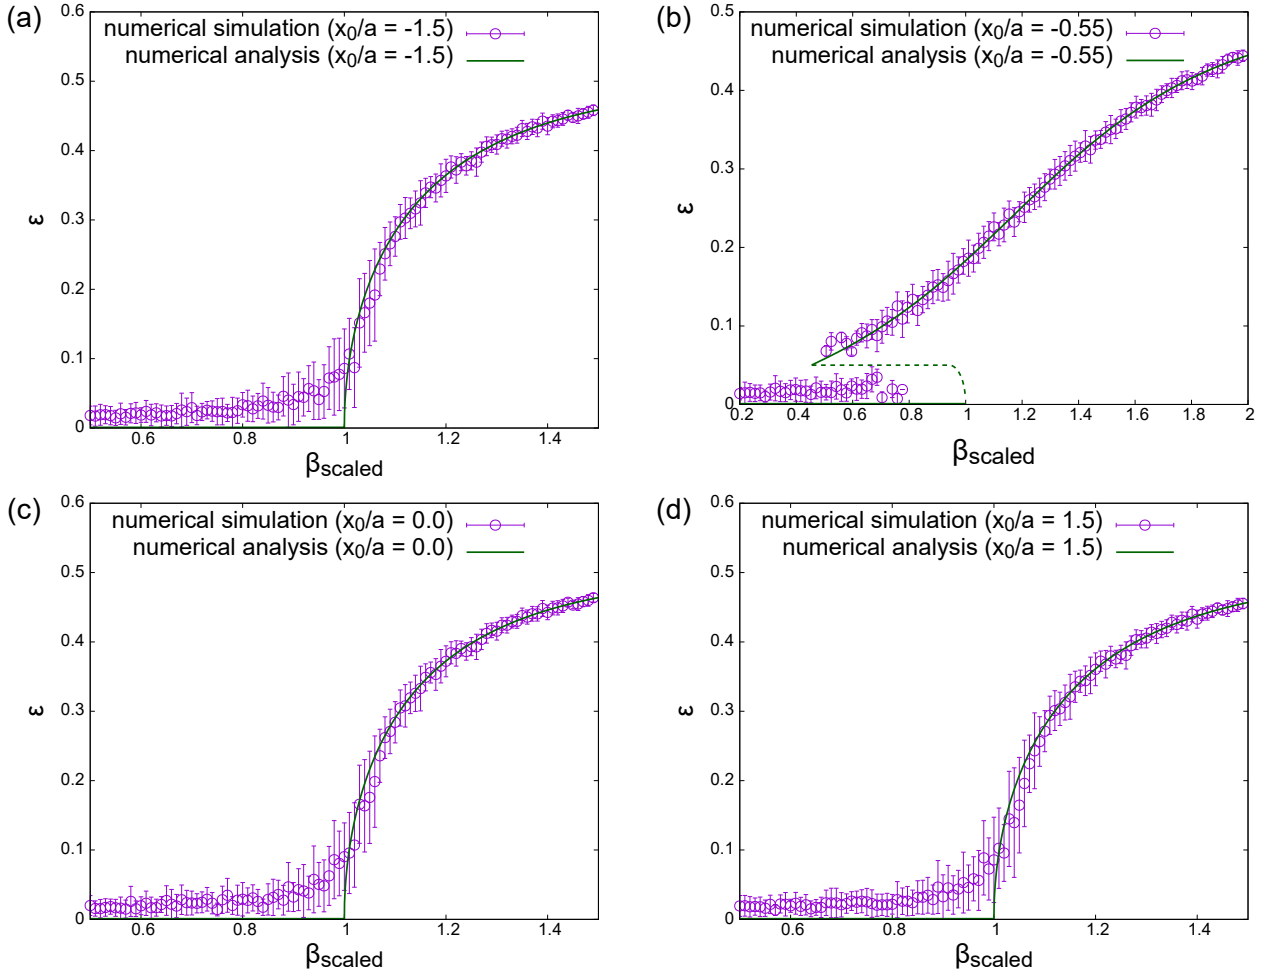 (a)
numerical simulation (x0/a = -1.5)
numerical analysis (x0/a = -1.5)
0.6
0.5
0.4
0.3
0.2
0.1
0
ε
0.6
0.8
1
1.2
1.4
βscaled
(b)
numerical simulation (x0/a = -0.55)
numerical analysis (x0/a = -0.55)
0.5
0.4
0.3
0.2
0.1
0
ε
0.2
0.4
0.6
0.8
1
1.2
1.4
1.6
1.8
2
βscaled
(c)
numerical simulation (x0/a = 0.0)
numerical analysis (x0/a = 0.0)
0.6
0.5
0.4
0.3
0.2
0.1
0
ε
0.6
0.8
1
1.2
1.4
βscaled
(d)
numerical simulation (x0/a = 1.5)
numerical analysis (x0/a = 1.5)
0.6
0.5
0.4
0.3
0.2
0.1
0
ε
0.6
0.8
1
1.2
1.4
βscaled